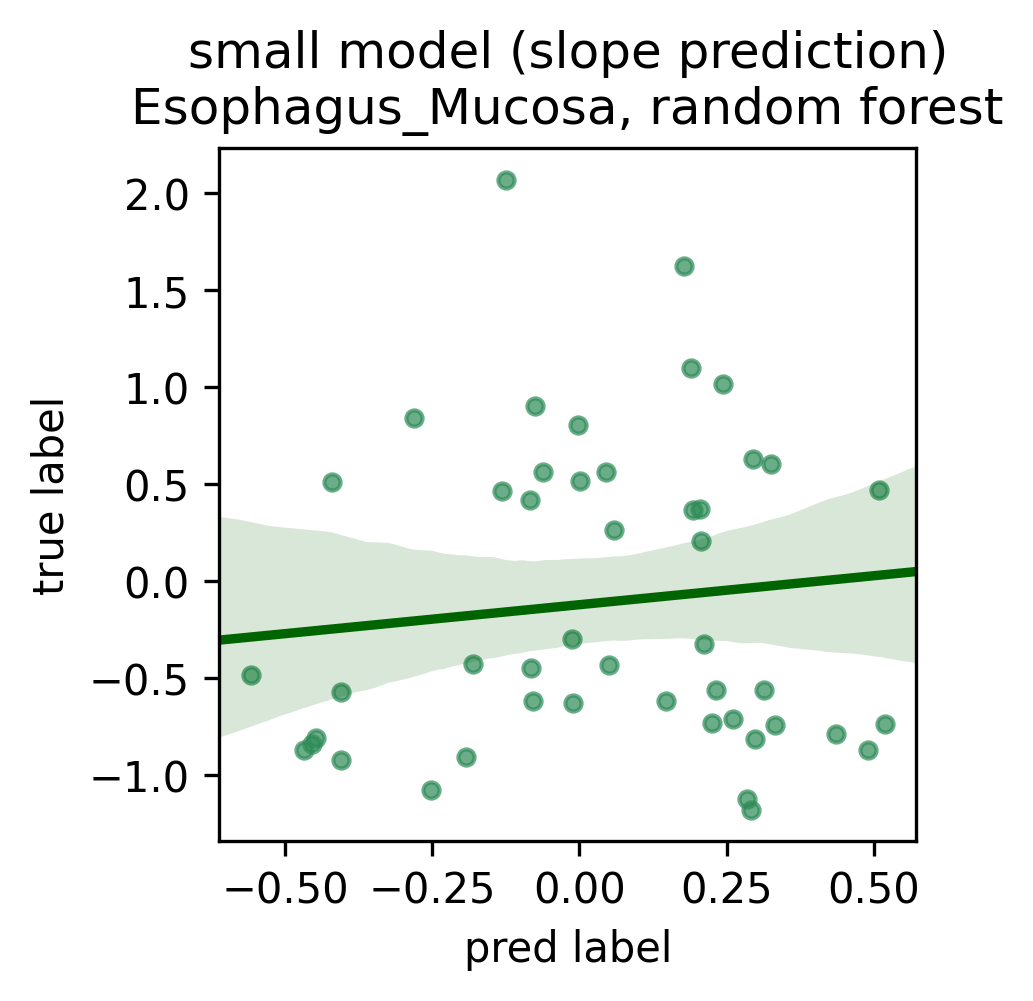 small model (slope prediction)
Esophagus_Mucosa, random forest
2.0
1.5
1.0
0.5
0.0
−0.5
−1.0
true label
−0.50 −0.25 0.00 0.25 0.50
pred label